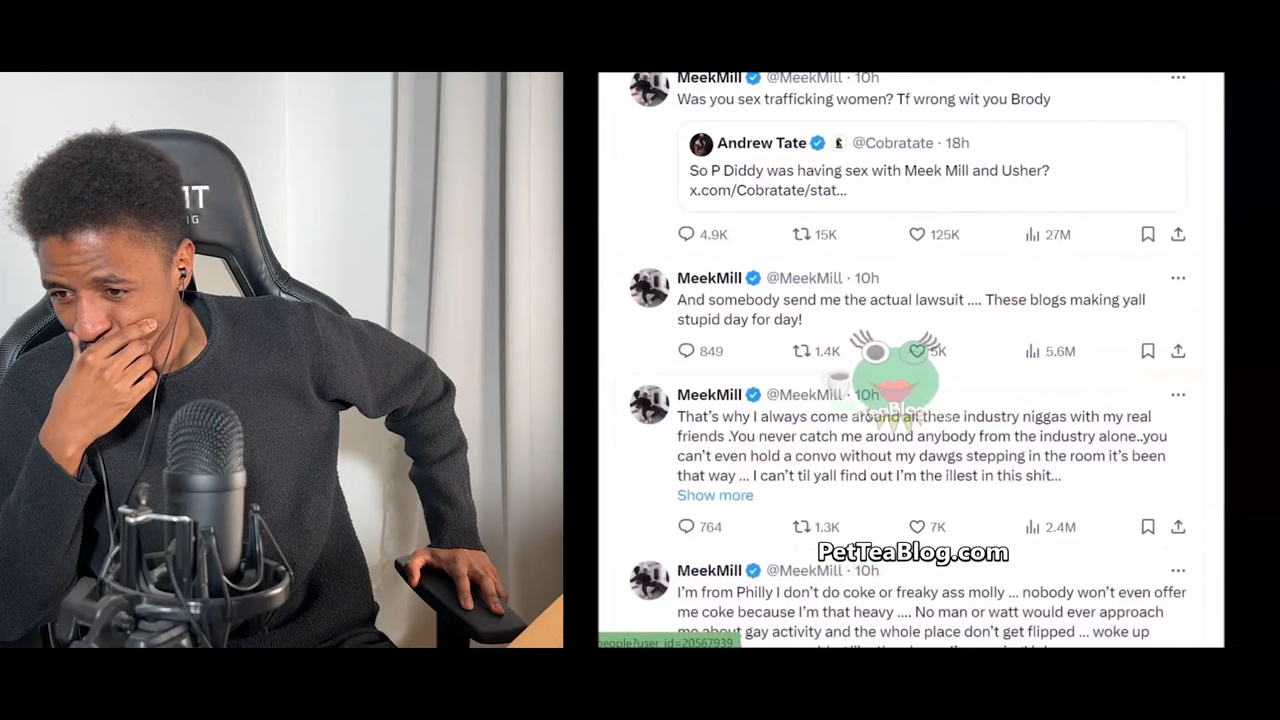 MT
NG
MeekMill @MeekMill · 10h
Was you sex trafficking women? Tf wrong wit you Brody
Andrew Tate @Cobratate · 18h
So P Diddy was having sex with Meek Mill and Usher?
x.com/Cobratate/stat...
4.9K 15K 125K 27M
MeekMill @MeekMill · 10h
And somebody send me the actual lawsuit .... These blogs making yall
stupid day for day!
849 1.4K 5K 5.6M
MeekMill @MeekMill · 10h
That's why I always come around all these industry niggas with my real
friends .You never catch me around anybody from the industry alone..you
can't even hold a convo without my dawgs stepping in the room it's been
that way ... I can't til yall find out I'm the illest in this shit...
Show more
764 1.3K 7K 2.4M
PetTeaBlog.com
MeekMill @MeekMill · 10h
I'm from Philly I don't do coke or freaky ass molly ... nobody won't even offer
me coke because I'm that heavy .... No man or watt would ever approach
me about gay activity and the whole place don't get flipped ... woke up
people?user_id=20567939